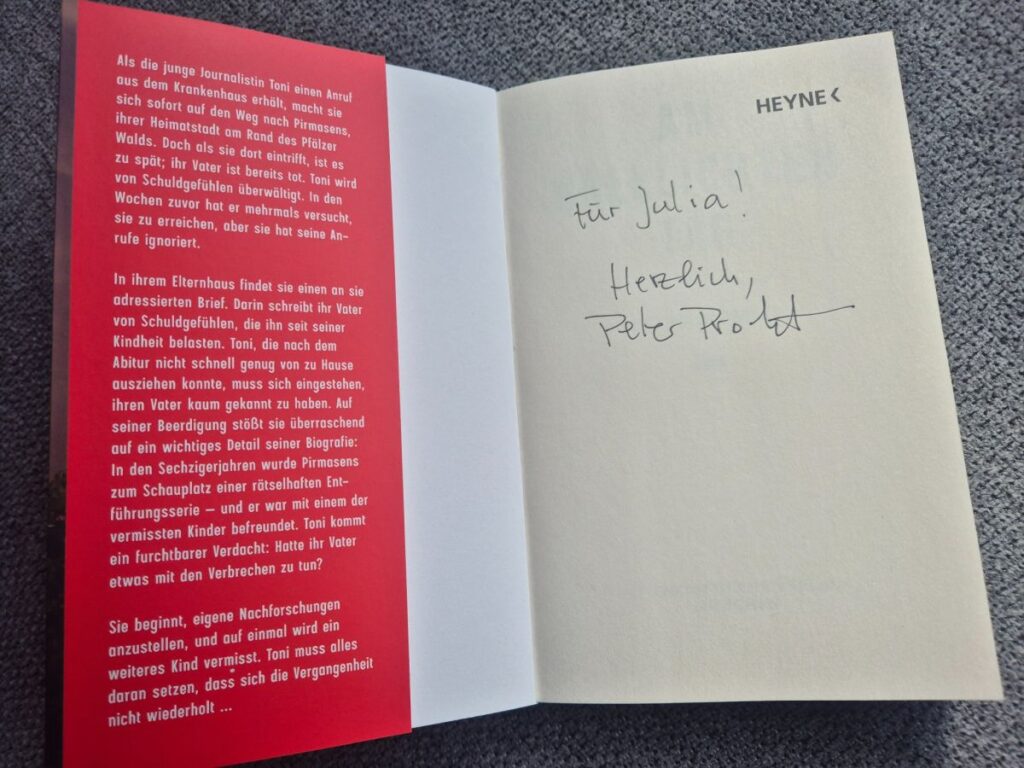 Als die junge Journalistin Toni einen Anruf
aus dem Krankenhaus erhält, macht sie
sich sofort auf den Weg nach Pirmasens,
ihrer Heimatstadt am Rand des Pfälzer
Walds. Doch als sie dort eintrifft, ist es
zu spät; ihr Vater ist bereits tot. Toni wird
von Schuldgefühlen überwältigt. In den
Wochen zuvor hat er mehrmals versucht,
sie zu erreichen, aber sie hat seine An-
rufe ignoriert.
In ihrem Elternhaus findet sie einen an sie
adressierten Brief. Darin schreibt ihr Vater
von Schuldgefühlen, die ihn seit seiner
Kindheit belasten. Toni, die nach dem
Abitur nicht schnell genug von zu Hause
ausziehen konnte, muss sich eingestehen,
ihren Vater kaum gekannt zu haben. Auf
seiner Beerdigung stößt sie überraschend
auf ein wichtiges Detail seiner Biografie:
In den Sechzigerjahren wurde Pirmasens
zum Schauplatz einer rätselhaften Ent-
führungsserie – und er war mit einem der
vermissten Kinder befreundet. Toni kommt
ein furchtbarer Verdacht: Hatte ihr Vater
etwas mit den Verbrechen zu tun?
Sie beginnt, eigene Nachforschungen
anzustellen, und auf einmal wird ein
weiteres Kind vermisst. Toni muss alles
daran setzen, dass sich die Vergangenheit
nicht wiederholt ...
HEYNE
Für Julia!
Herzlich,
Peter Probst